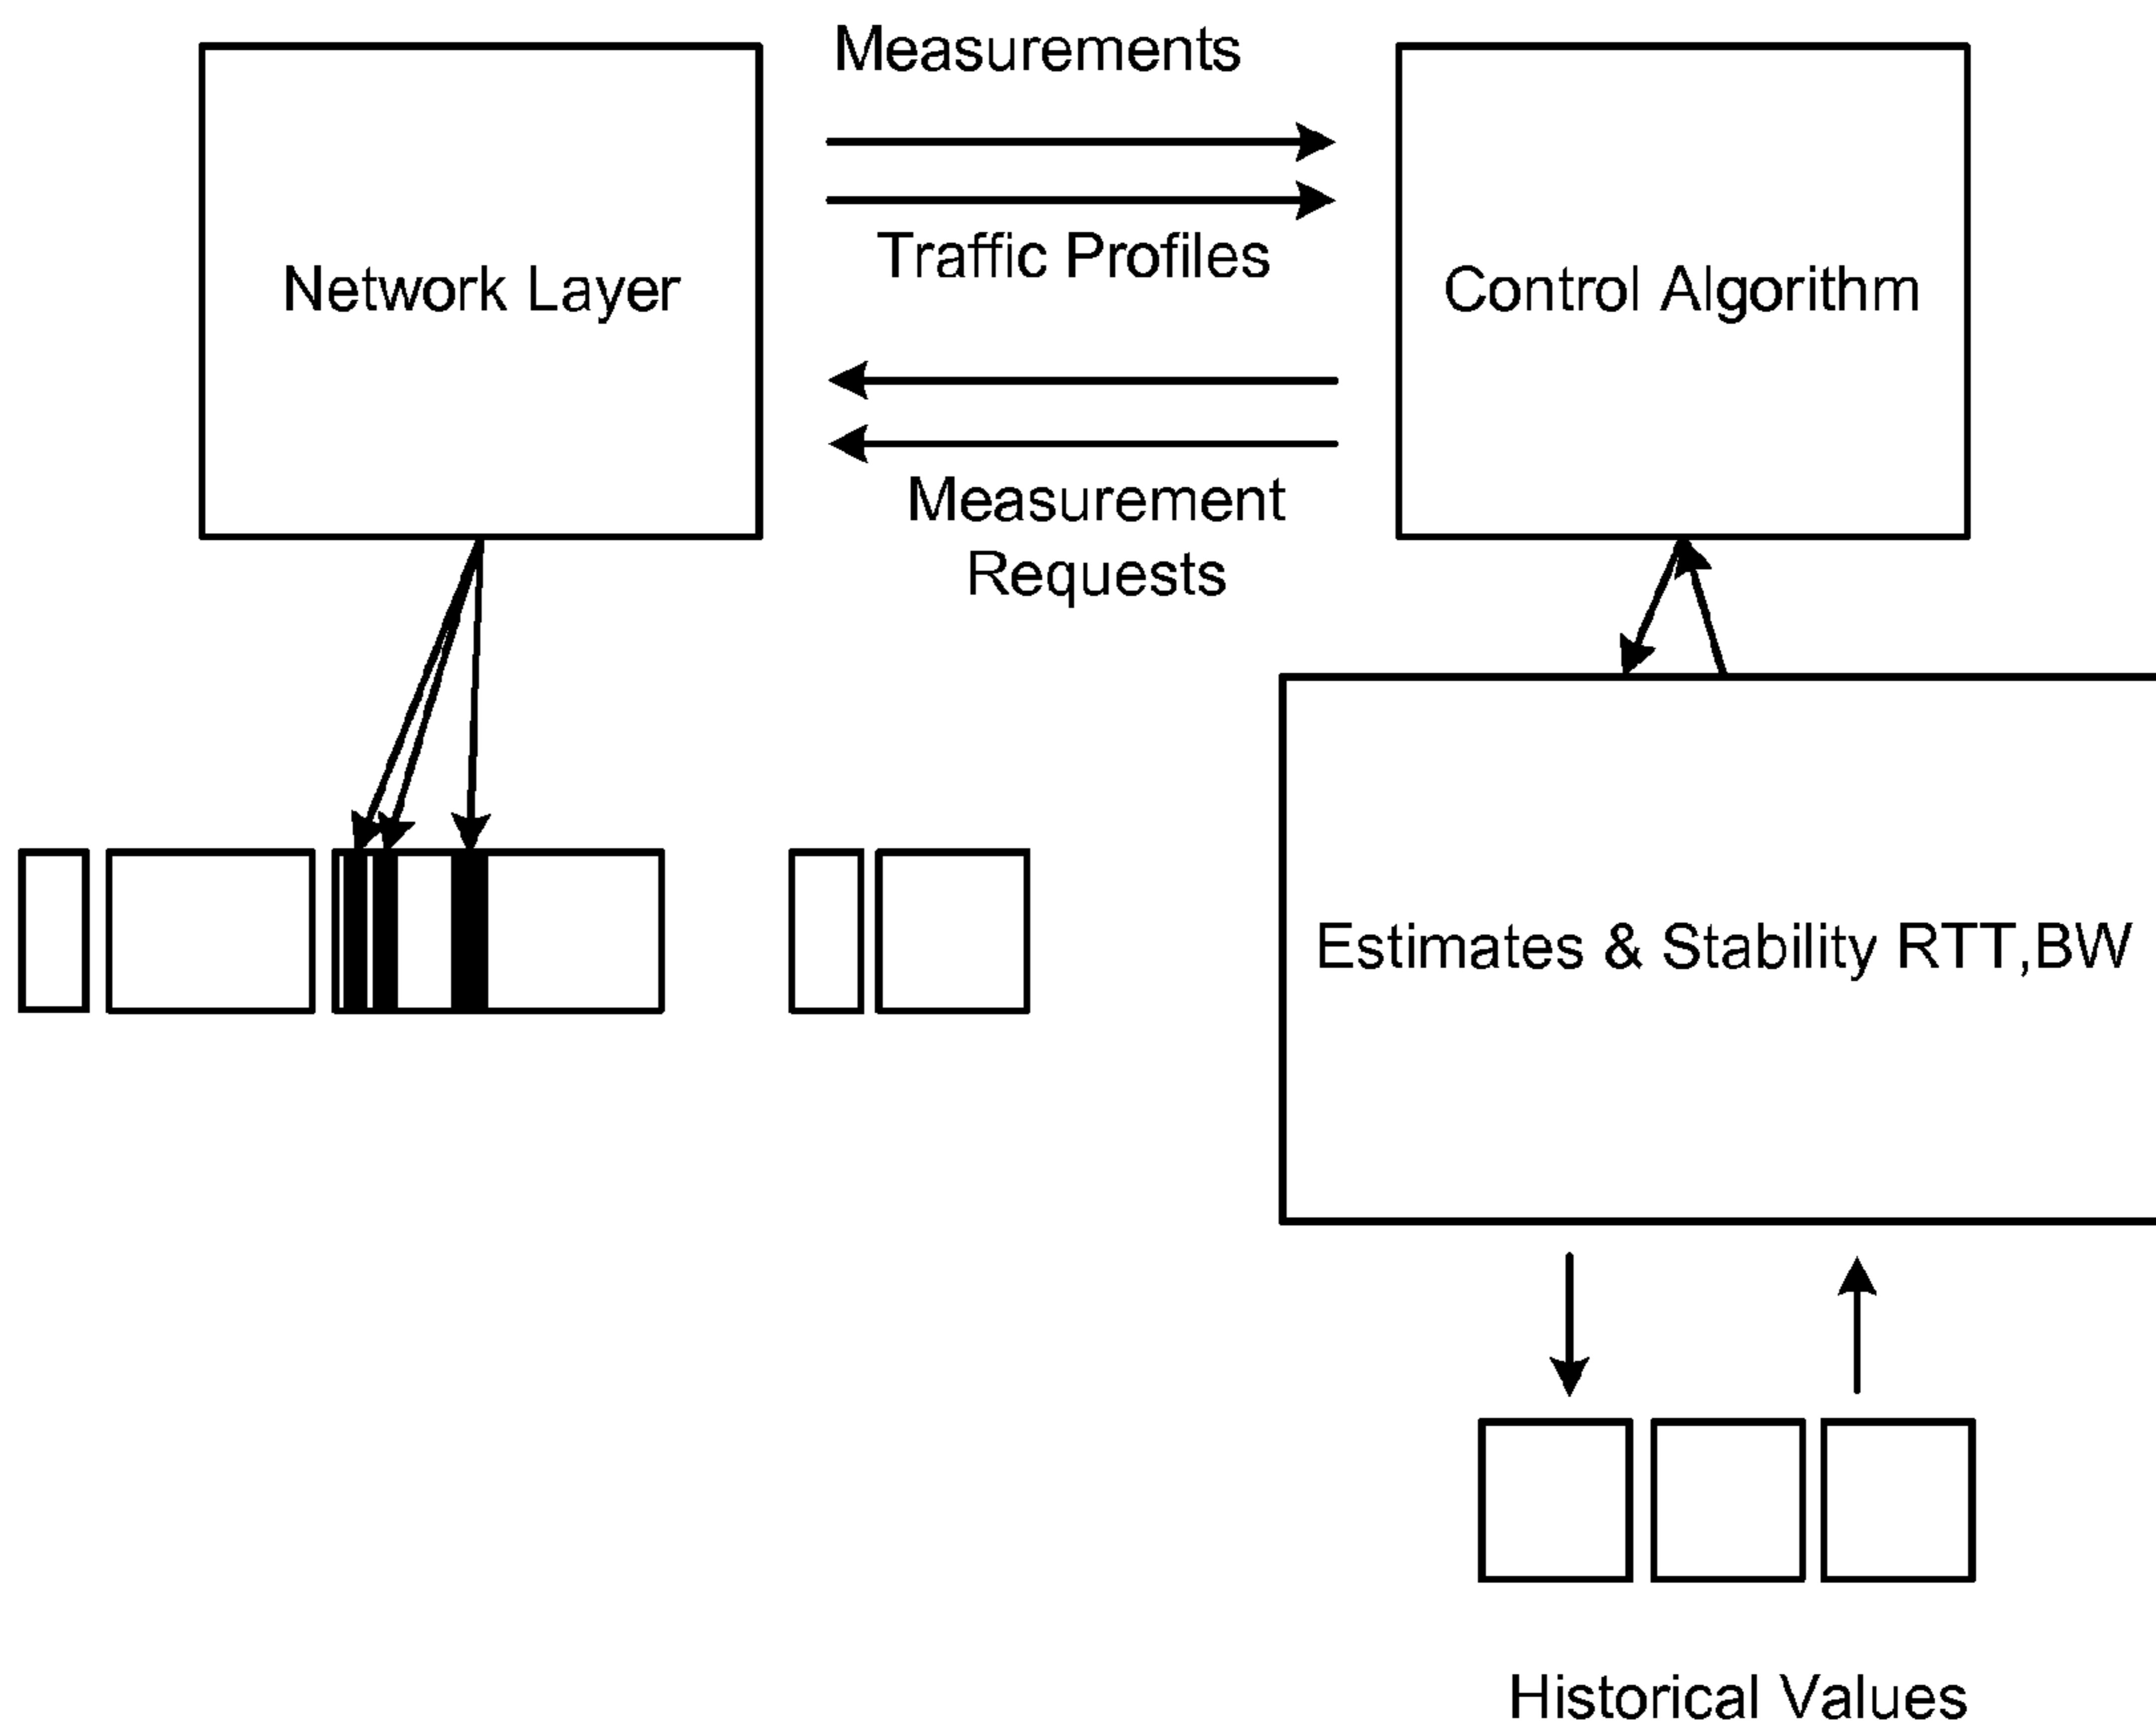 Measurements
Network Layer
Traffic Profiles
Control Algorithm
Measurement
Requests
Estimates & Stability RTT,BW
Historical Values